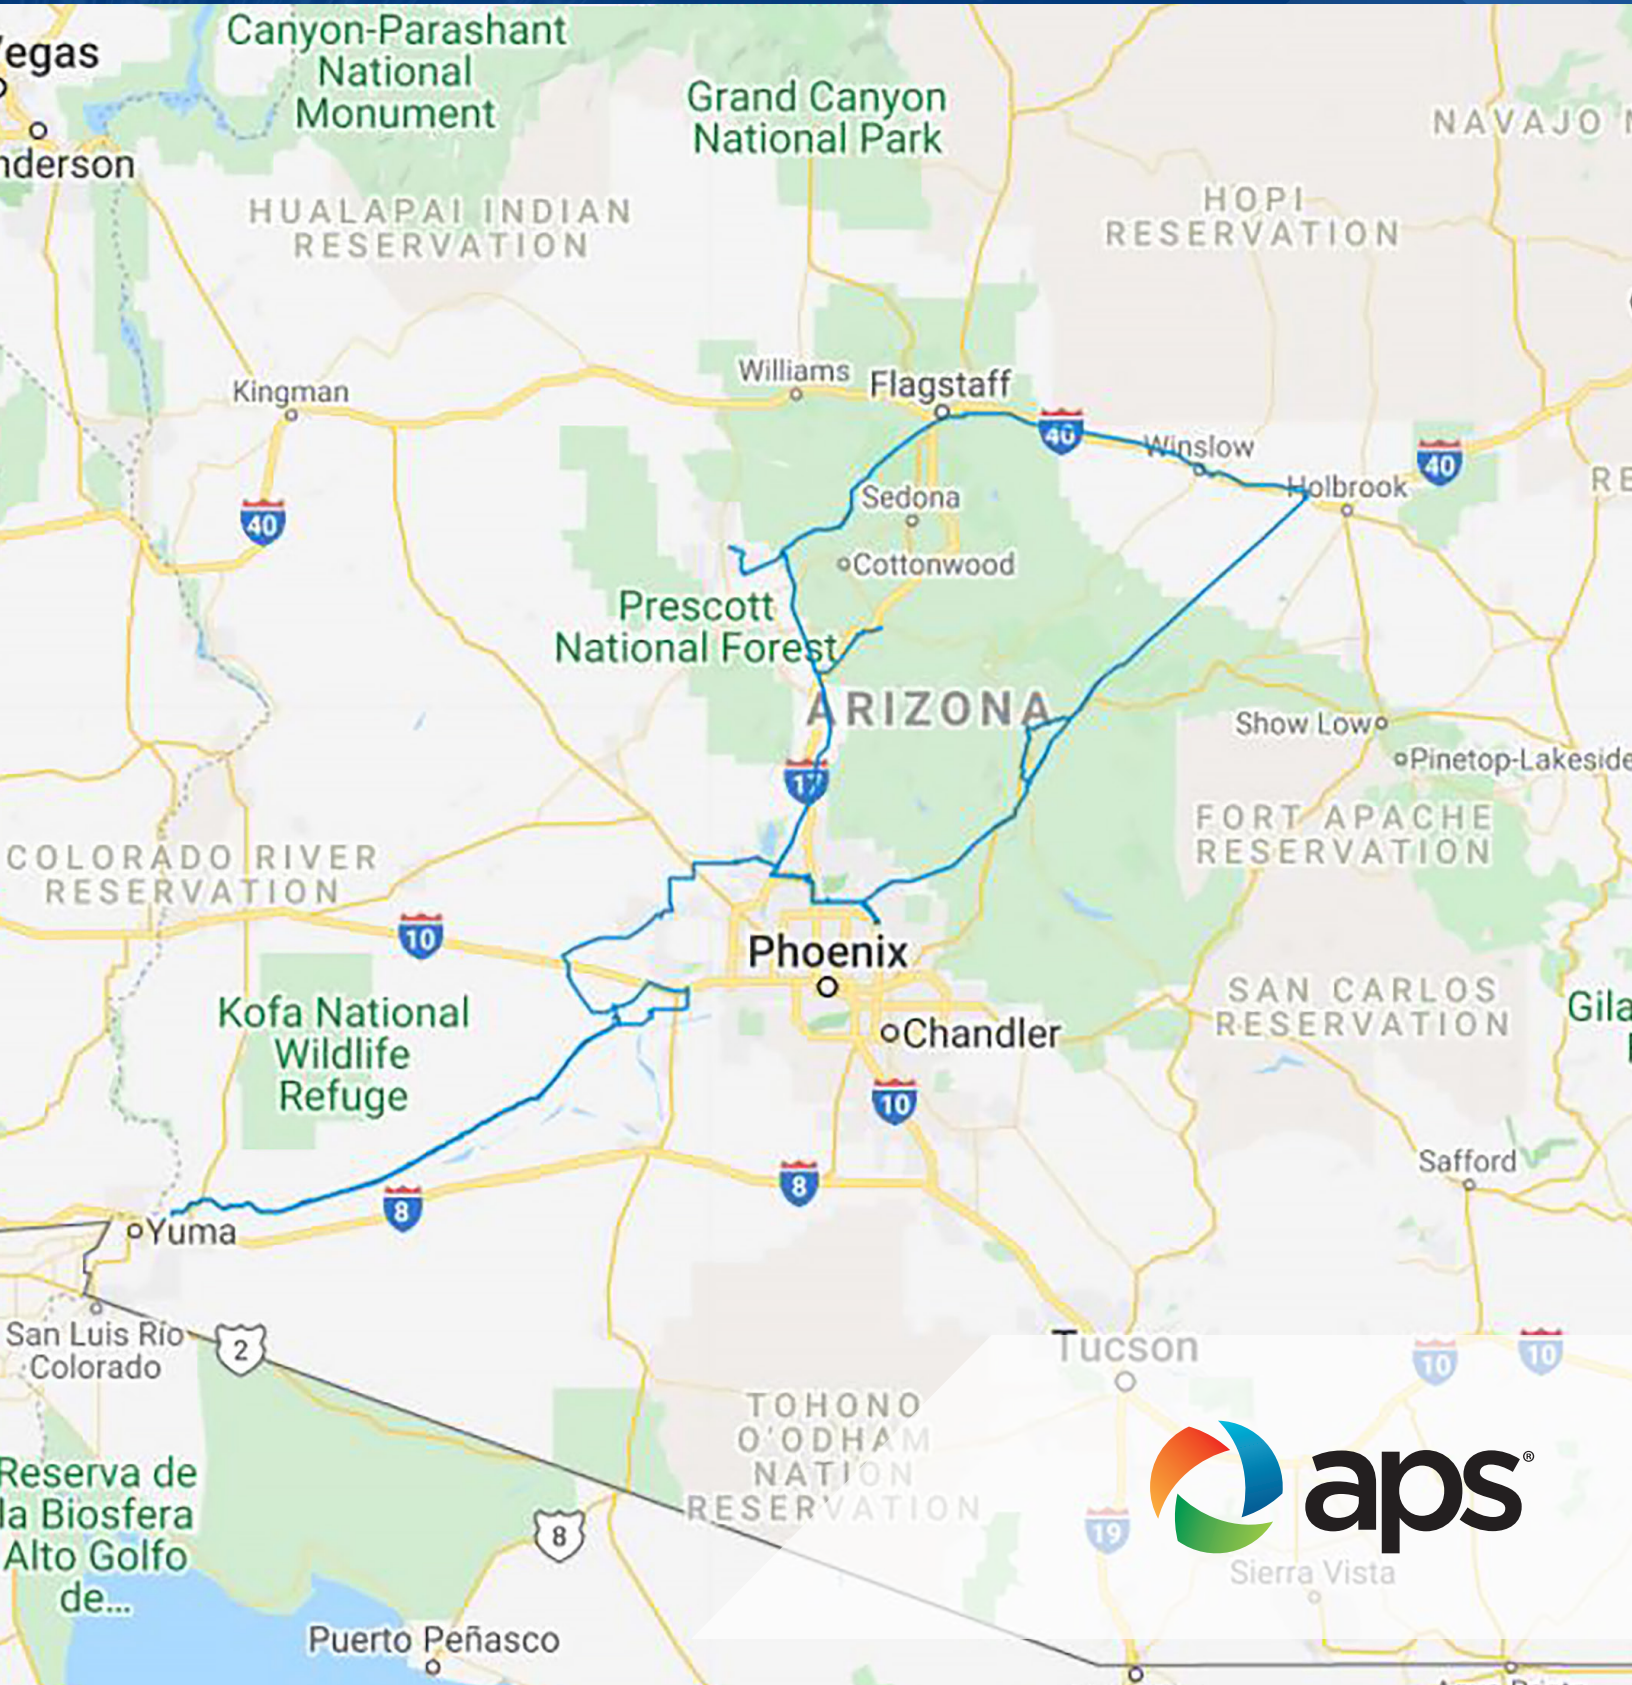 Canyon-Parashant
National
Monument
Grand Canyon
National Park
NAVAJO
HUALAPAI INDIAN
RESERVATION
HOPI
RESERVATION
Williams
Flagstaff
Kingman
40
Winslow
Holbrook
40
40
Sedona
Cottonwood
Prescott
National Forest
ARIZONA
Show Low
Pinetop-Lakeside
17
FORT APACHE
RESERVATION
COLORADO RIVER
RESERVATION
10
Phoenix
Kofa National
Wildlife
Refuge
SAN CARLOS
RESERVATION
Gila
Chandler
10
Safford
8
8
Yuma
San Luis Río
Colorado
2
Tucson
10
10
TOHONO
O'ODHAM
NATION
RESERVATION
aps®
Reserva de
la Biosfera
Alto Golfo
de...
8
19
Sierra Vista
Puerto Peñasco